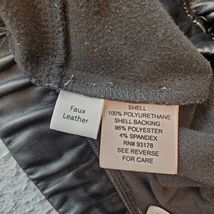 Faux
Leather
SHELL
100% POLYURETHANE
SHELL BACKING:
96% POLYESTER
4% SPANDEX
RN# 93178
SEE REVERSE
FOR CARE